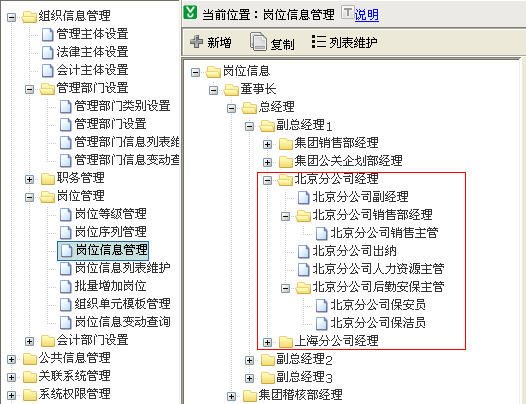 组织信息管理
管理主体设置
法律主体设置
会计主体设置
管理部门设置
管理部门类别设置
管理部门设置
管理部门信息列表维
管理部门信息变动查
职务管理
岗位管理
岗位等级管理
岗位序列管理
岗位信息管理
岗位信息列表维护
批量增加岗位
组织单元模板管理
岗位信息变动查询
会计部门设置
公共信息管理
关联系统管理
系统权限管理
当前位置：岗位信息管理 说明
新增 复制 列表维护
岗位信息
董事长
总经理
副总经理1
集团销售部经理
集团公关企划部经理
北京分公司经理
北京分公司副经理
北京分公司销售部经理
北京分公司销售主管
北京分公司出纳
北京分公司人力资源主管
北京分公司后勤安保主管
北京分公司保安员
北京分公司保洁员
上海分公司经理
副总经理2
副总经理3
集团稽核部经理